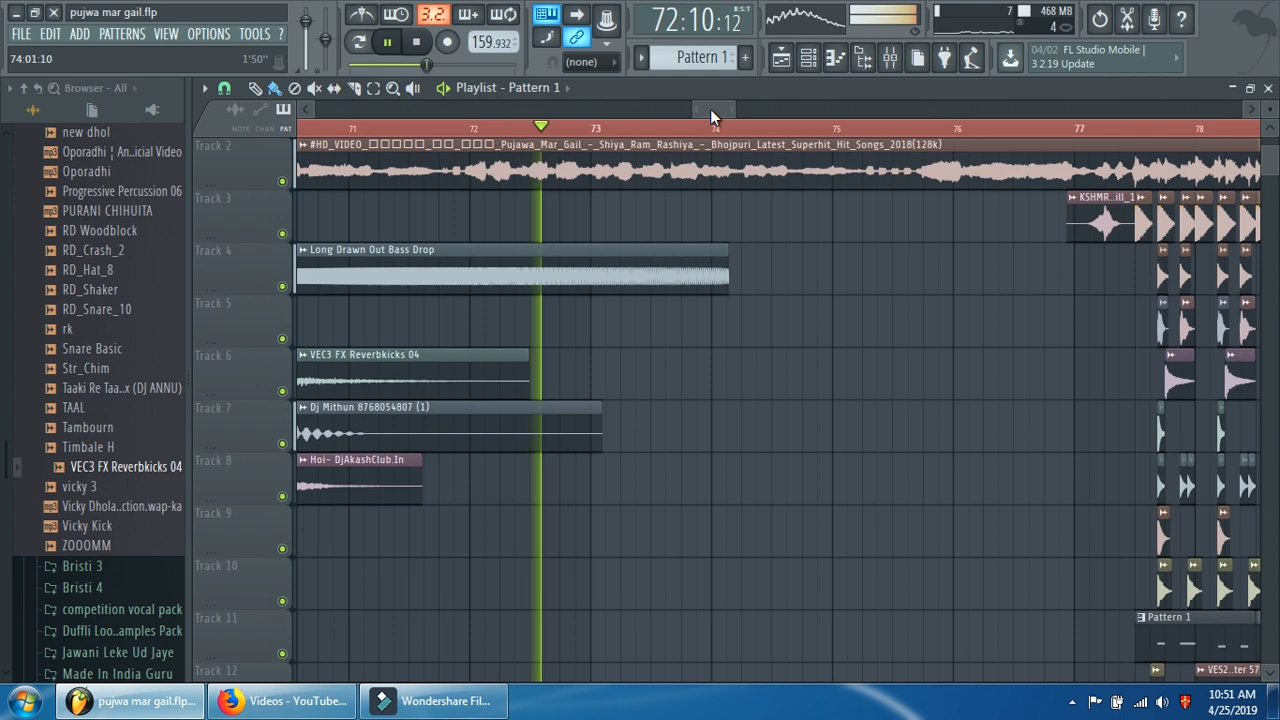 pujwa mar gail.flp
FILE EDIT ADD PATTERNS VIEW OPTIONS TOOLS ?
74:01:10 1'50"
3.2.
159.932
(none)
72:10:12
B:S:T
Pattern 1
7 468 MB
4
04/02 FL Studio Mobile |
3.2.19 Update
Browser - All
Playlist - Pattern 1
NOTE CHAN PAT
71 72 73 74 75 76 77 78
new dhol
Oporadhi ¦ An...icial Video
Oporadhi
Progressive Percussion 06
PURANI CHIHUITA
RD Woodblock
RD_Crash_2
RD_Hat_8
RD_Shaker
RD_Snare_10
rk
Snare Basic
Str_Chim
Taaki Re Taa..x (DJ ANNU)
TAAL
Tambourn
Timbale H
VEC3 FX Reverbkicks 04
vicky 3
Vicky Dhola...ction.wap-ka
Vicky Kick
ZOOOMM
Bristi 3
Bristi 4
competition vocal pack
Duffli Loo..amples Pack
Jawani Leke Ud Jaye
Made In India Guru
Track 2
#HD_VIDEO_□□□□□_□□_□□□_Pujawa_Mar_Gail_-_Shiya_Ram_Rashiya_-_Bhojpuri_Latest_Superhit_Hit_Songs_2018(128k)
Track 3
KSHMR..ill_1
Track 4
Long Drawn Out Bass Drop
Track 5
Track 6
VEC3 FX Reverbkicks 04
Track 7
Dj Mithun 8768054807 (1)
Track 8
Hoi- DjAkashClub.In
Track 9
Track 10
Track 11
Pattern 1
Track 12
VES2..ter 57
pujwa mar gail.flp...
Videos - YouTube...
Wondershare Fil...
10:51 AM
4/25/2019